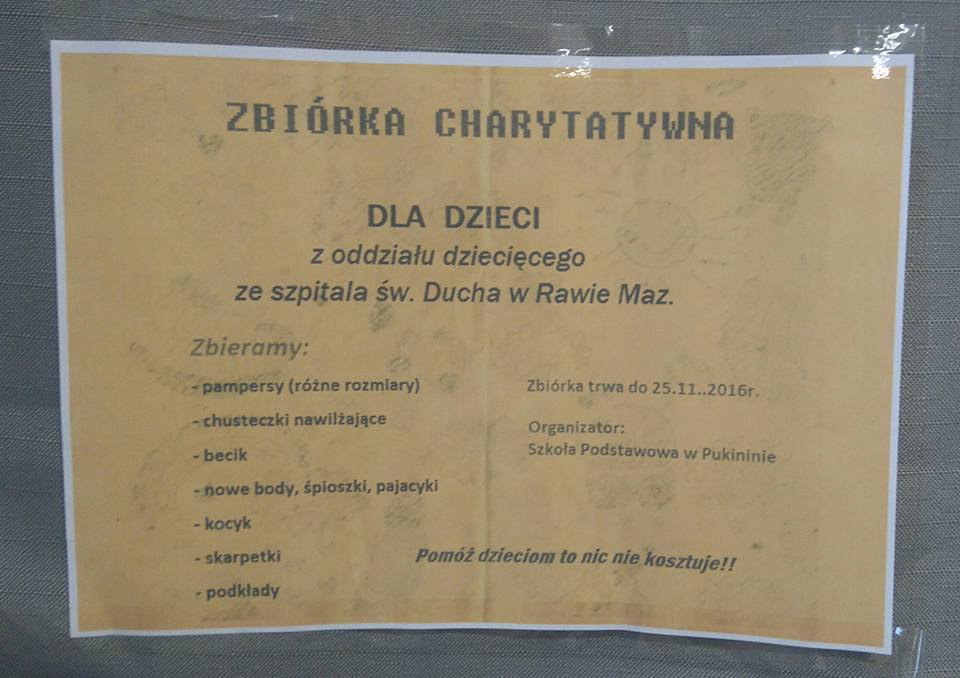 ZBIÓRKA CHARYTATYWNA
DLA DZIECI
z oddziału dziecięcego
ze szpitala św. Ducha w Rawie Maz.
Zbieramy:
- pampersy (różne rozmiary)
- chusteczki nawilżające
- becik
- nowe body, śpioszki, pajacyki
- kocyk
- skarpetki
- podkłady
Zbiórka trwa do 25.11..2016r.
Organizator:
Szkoła Podstawowa w Pukininie
Pomóż dzieciom to nic nie kosztuje!!